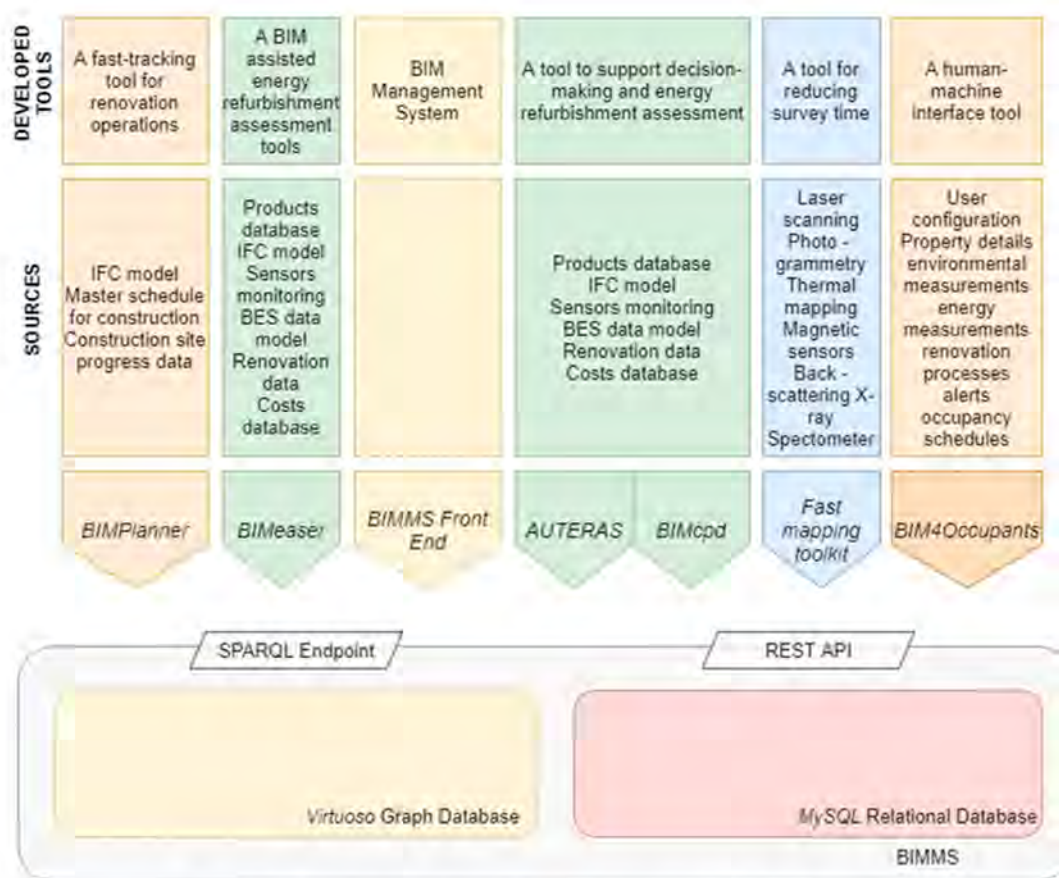 DEVELOPED
TOOLS
A fast-tracking
tool for
renovation
operations
A BIM
assisted
energy
refurbishment
assessment
tools
BIM
Management
System
A tool to support decision-
making and energy
refurbishment assessment
A tool for
reducing
survey time
A human-
machine
interface tool
SOURCES
IFC model
Master schedule
for construction
Construction site
progress data
Products
database
IFC model
Sensors
monitoring
BES data
model
Renovation
data
Costs
database
Products database
IFC model
Sensors monitoring
BES data model
Renovation data
Costs database
Laser
scanning
Photo -
grammetry
Thermal
mapping
Magnetic
sensors
Back -
scattering X-
ray
Spectometer
User
configuration
Property details
environmental
measurements
energy
measurements
renovation
processes
alerts
occupancy
schedules
BIMPlanner
BIMeaser
BIMMS Front
End
AUTERAS
BIMcpd
Fast
mapping
toolkit
BIM4Occupants
SPARQL Endpoint
REST API
Virtuoso Graph Database
MySQL Relational Database
BIMMS